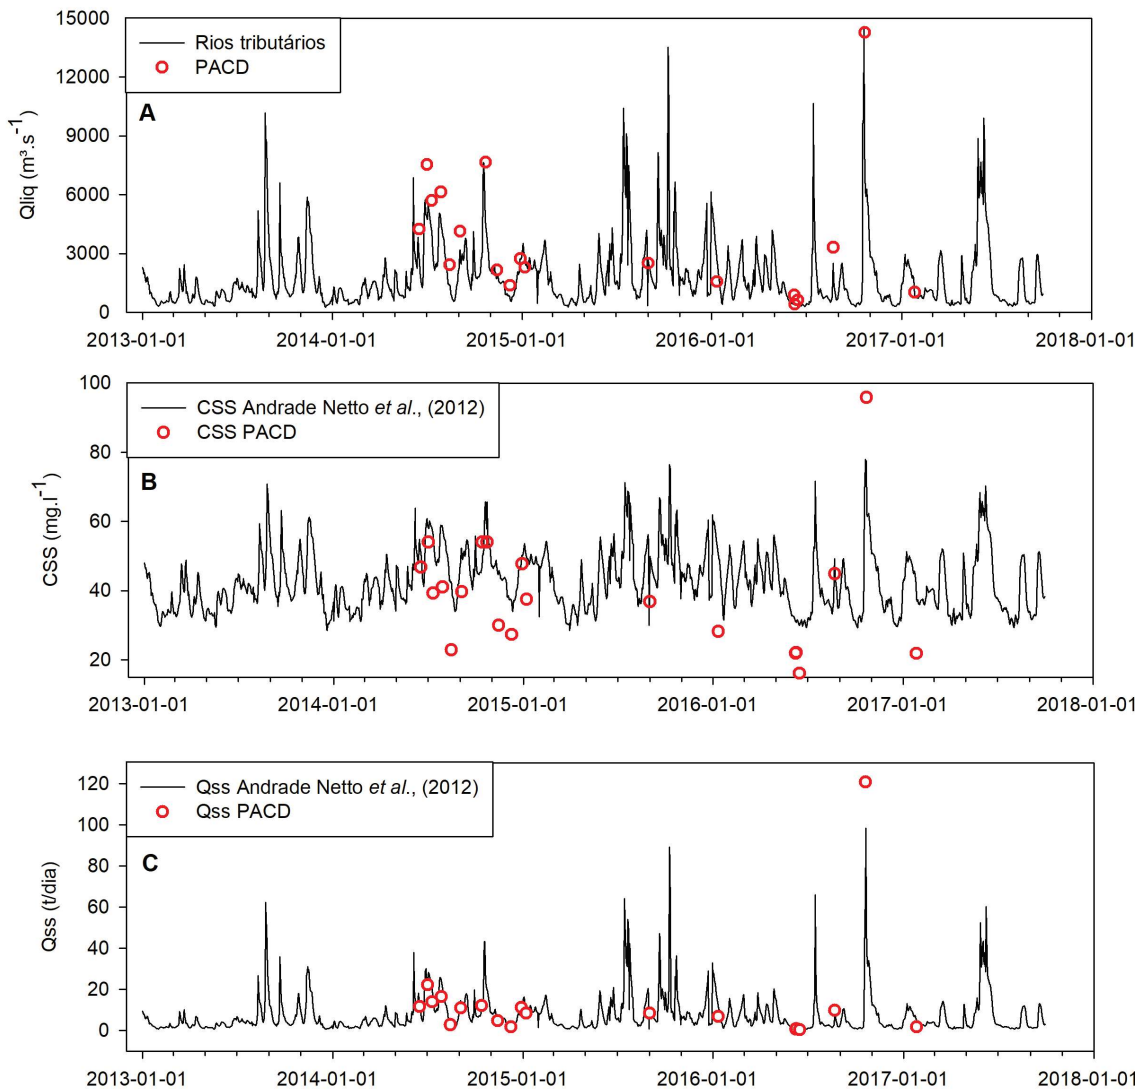 15000
12000
9000
6000
3000
0
Qliq (m³.s⁻¹)
Rios tributários
PACD
A
2013-01-01 2014-01-01 2015-01-01 2016-01-01 2017-01-01 2018-01-01
100
80
60
40
20
CSS (mg.l⁻¹)
CSS Andrade Netto et al., (2012)
CSS PACD
B
2013-01-01 2014-01-01 2015-01-01 2016-01-01 2017-01-01 2018-01-01
120
100
80
60
40
20
0
Qss (t/dia)
Qss Andrade Netto et al., (2012)
Qss PACD
C
2013-01-01 2014-01-01 2015-01-01 2016-01-01 2017-01-01 2018-01-01